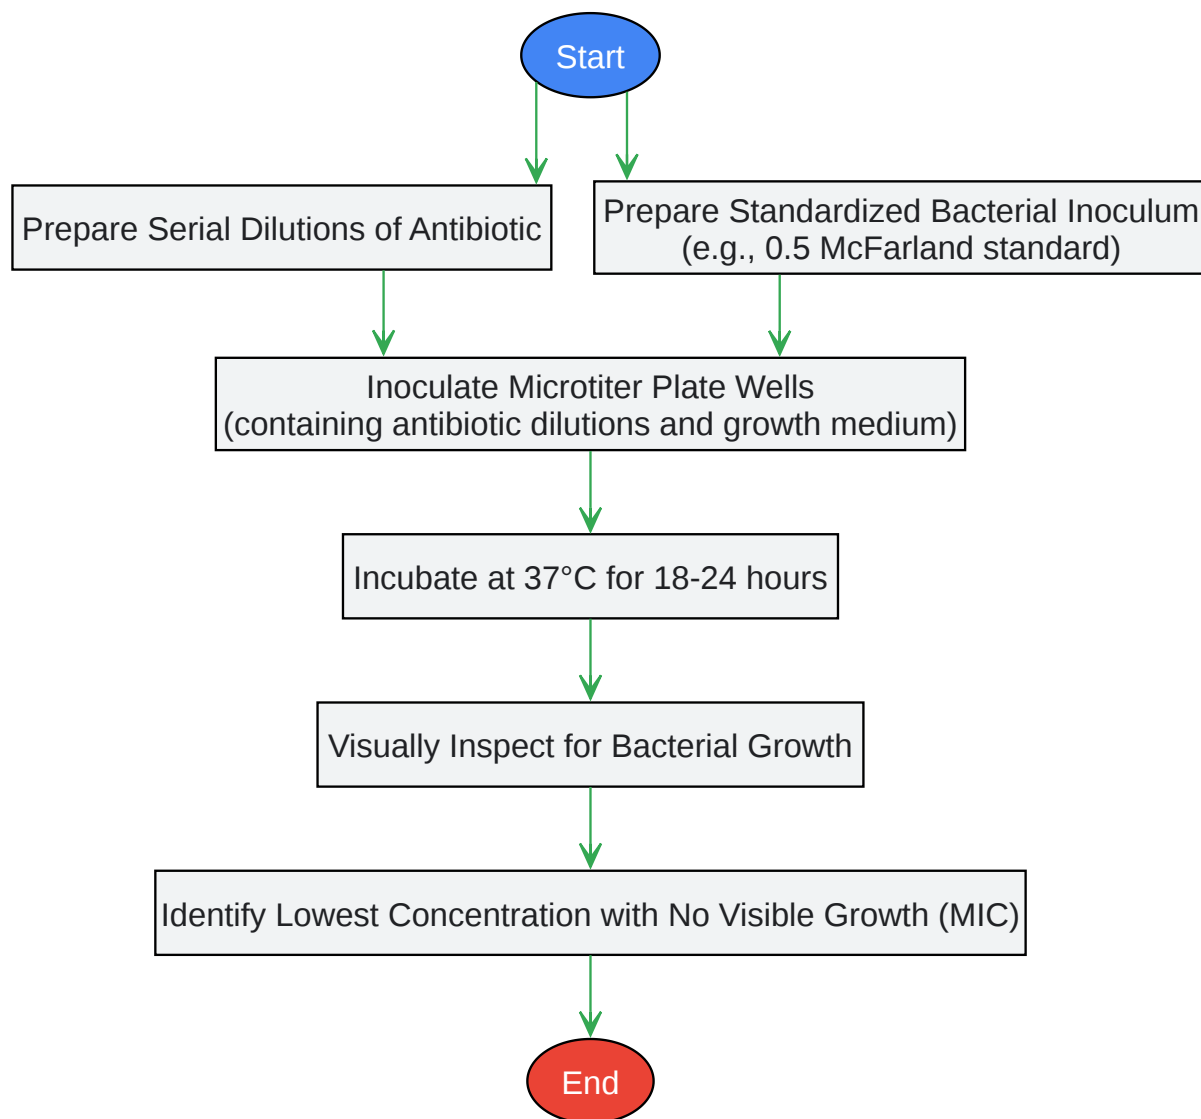 Start
Prepare Serial Dilutions of Antibiotic
Prepare Standardized Bacterial Inoculum
(e.g., 0.5 McFarland standard)
Inoculate Microtiter Plate Wells
(containing antibiotic dilutions and growth medium)
Incubate at 37°C for 18-24 hours
Visually Inspect for Bacterial Growth
Identify Lowest Concentration with No Visible Growth (MIC)
End